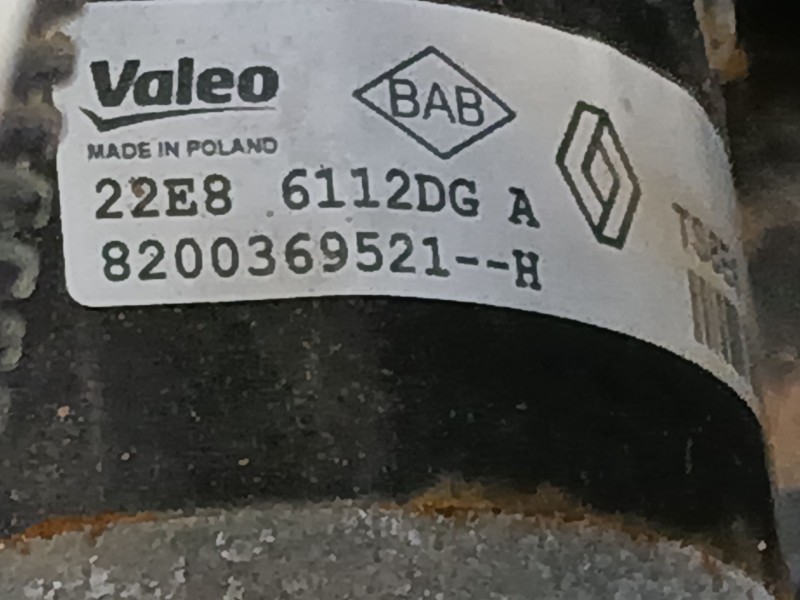 Valeo
BAB
MADE IN POLAND
22E8 6112DG A
8200369521--H